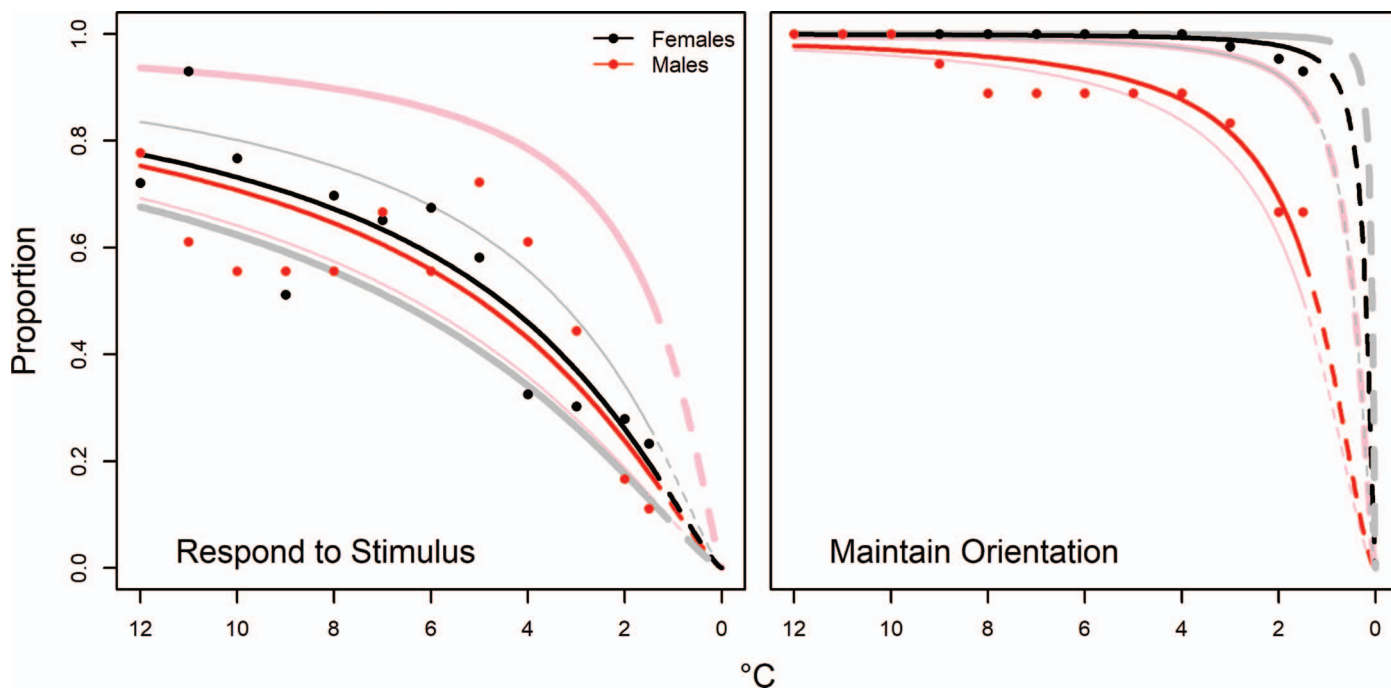 Proportion
1.0
0.8
0.6
0.4
0.2
0.0
Females
Males
Respond to Stimulus
12 10 8 6 4 2 0
Maintain Orientation
12 10 8 6 4 2 0
°C